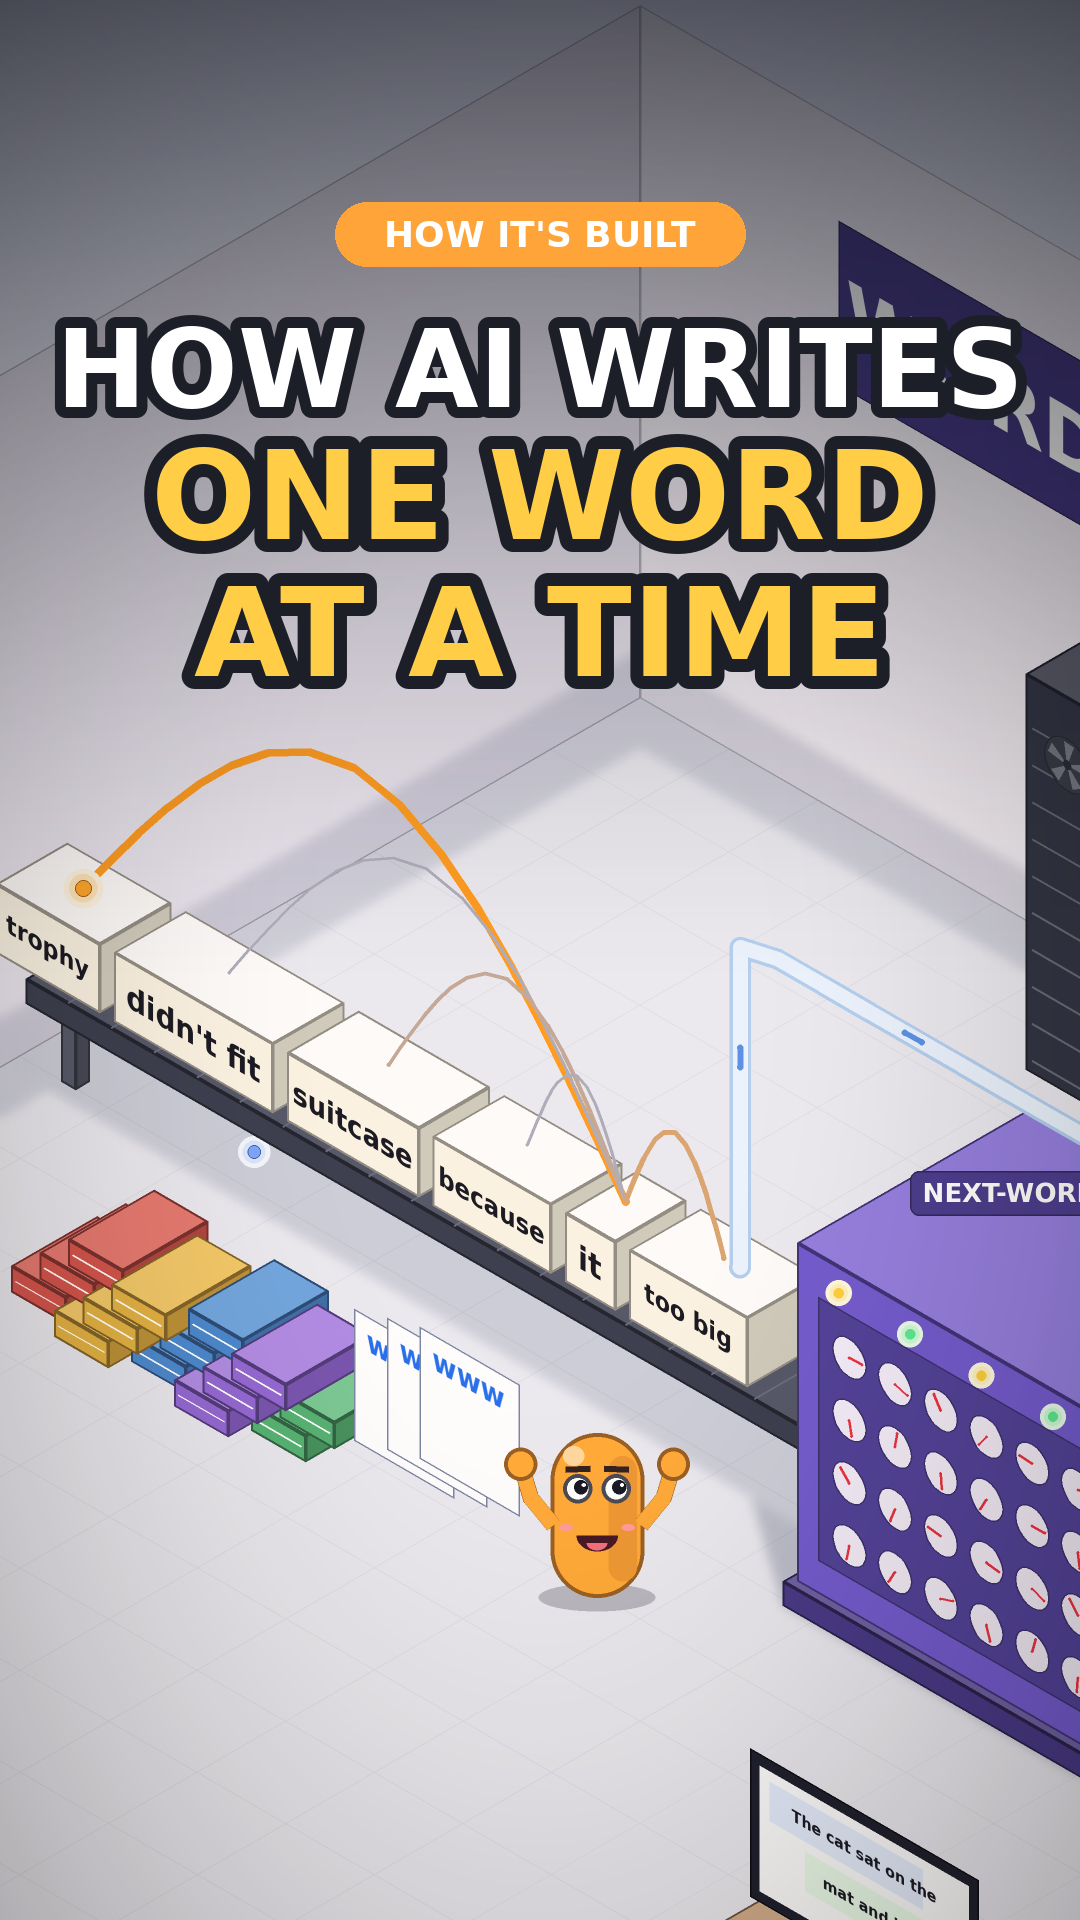 HOW IT'S BUILT
HOW AI WRITES
ONE WORD
AT A TIME
trophy
didn't fit
suitcase
because
it
too big
NEXT-WOR
W
W
WWW
The cat sat on the
mat and